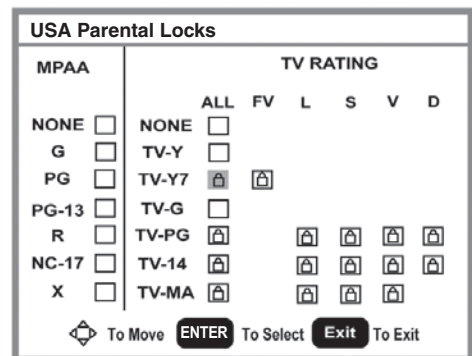 USA Parental Locks
MPAA TV RATING
ALL FV L S V D
NONE NONE
G TV-Y
PG TV-Y7
PG-13 TV-G
R TV-PG
NC-17 TV-14
X TV-MA
To Move ENTER To Select Exit To Exit